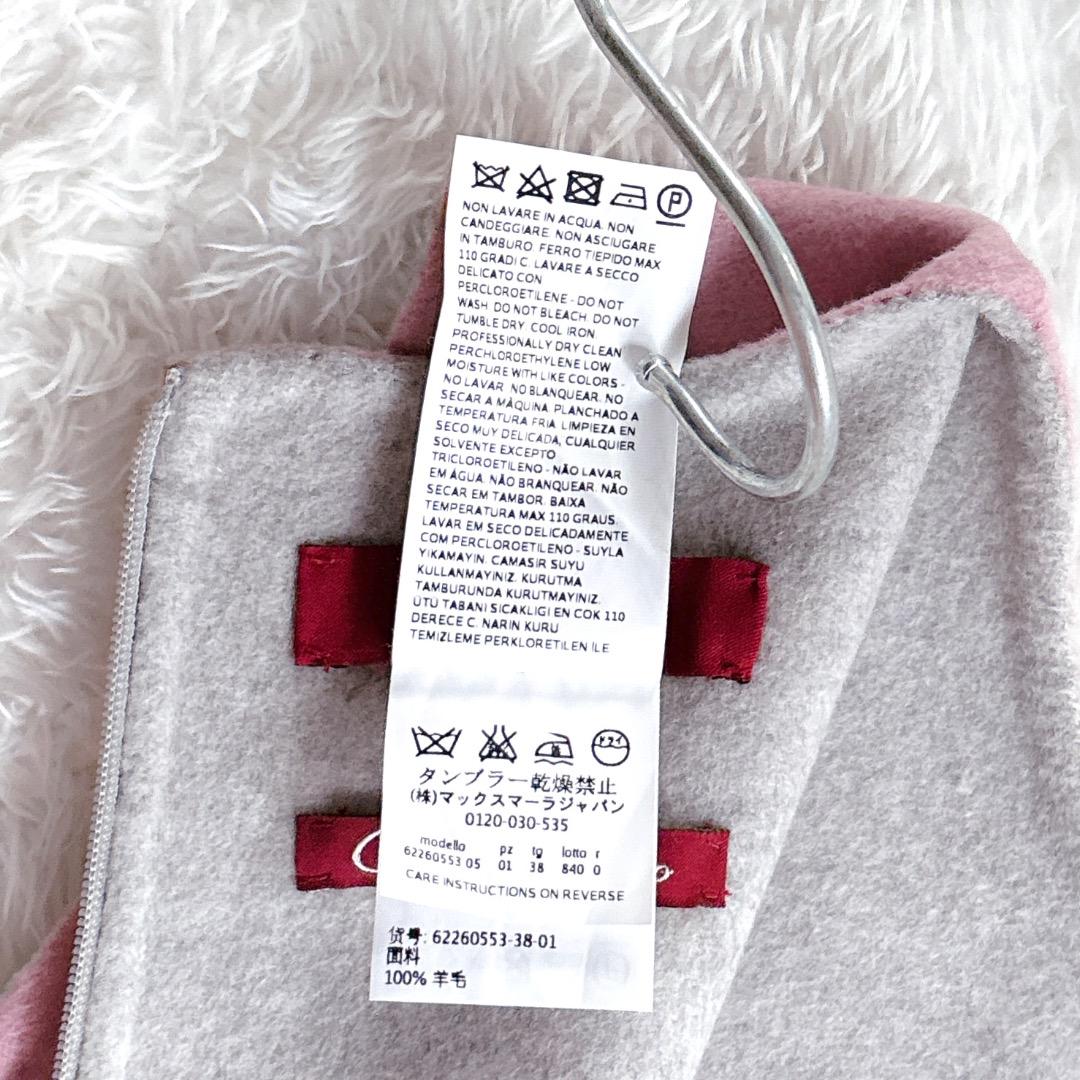 P
NON LAVARE IN ACQUA. NON
CANDEGGIARE. NON ASCIUGARE
IN TAMBURO. FERRO TIEPIDO MAX
110 GRADI C. LAVARE A SECCO
DELICATO CON
PERCLOROETILENE - DO NOT
WASH. DO NOT BLEACH. DO NOT
TUMBLE DRY. COOL IRON.
PROFESSIONALLY DRY CLEAN
PERCHLOROETHYLENE LOW
MOISTURE WITH LIKE COLORS -
NO LAVAR. NO BLANQUEAR. NO
SECAR A MÀQUINA. PLANCHADO A
TEMPERATURA FRIA. LIMPIEZA EN
SECO MUY DELICADA, CUALQUIER
SOLVENTE EXCEPTO
TRICLOROETILENO - NÃO LAVAR
EM ÁGUA. NÃO BRANQUEAR. NÃO
SECAR EM TAMBOR. BAIXA
TEMPERATURA MAX 110 GRAUS.
LAVAR EM SECO DELICADAMENTE
COM PERCLOROETILENO - SUYLA
YIKAMAYIN. CAMASIR SUYU
KULLANMAYINIZ. KURUTMA
TAMBURUNDA KURUTMAYINIZ.
ÜTÜ TABANI SICAKLIGI EN COK 110
DERECE C. NARIN KURU
TEMIZLEME PERKLORETILEN ILE
ドライ
タンブラー乾燥禁止
(株)マックスマーラジャパン
0120-030-535
modello pz tg lotto r
62260553 05 01 38 840 0
CARE INSTRUCTIONS ON REVERSE
货号: 62260553-38-01
面料
100% 羊毛